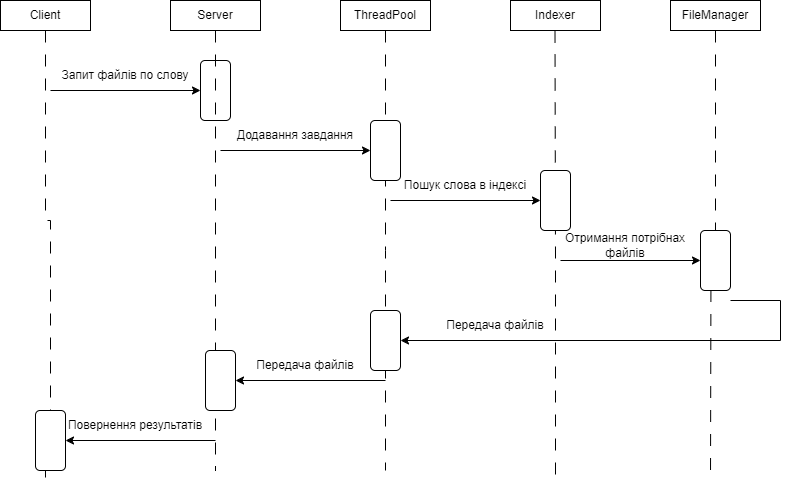 Client
Server
ThreadPool
Indexer
FileManager
Запит файлів по слову
Додавання завдання
Пошук слова в індексі
Отримання потрібнах
файлів
Передача файлів
Передача файлів
Повернення результатів